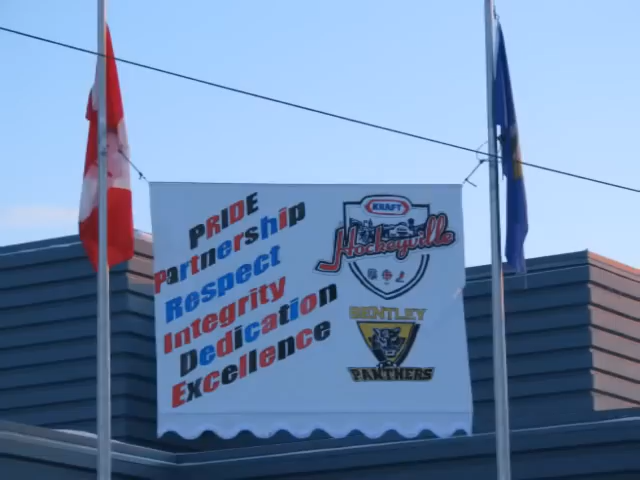 PRIDE
Partnership
Respect
Integrity
Dedication
Excellence
KRAFT
Hockeyville
BENTLEY
PANTHERS